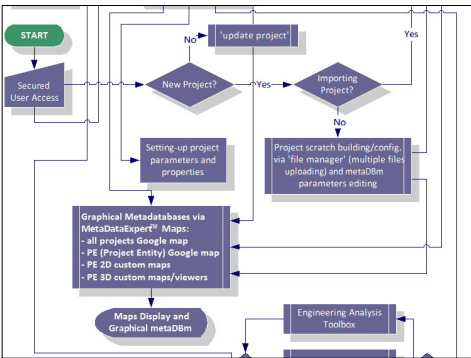 START
Secured
User Access
No
'update project'
New Project?
Yes
Importing
Project?
Yes
No
Setting-up project
parameters and
properties
Project scratch building/config.
via 'file manager' (multiple files
uploading) and metaDBm
parameters editing
Graphical Metadatabases via
MetaDataExpert™ Maps:
- all projects Google map
- PE (Project Entity) Google map
- PE 2D custom maps
- PE 3D custom maps/viewers
Maps Display and
Graphical metaDBm
Engineering Analysis
Toolbox